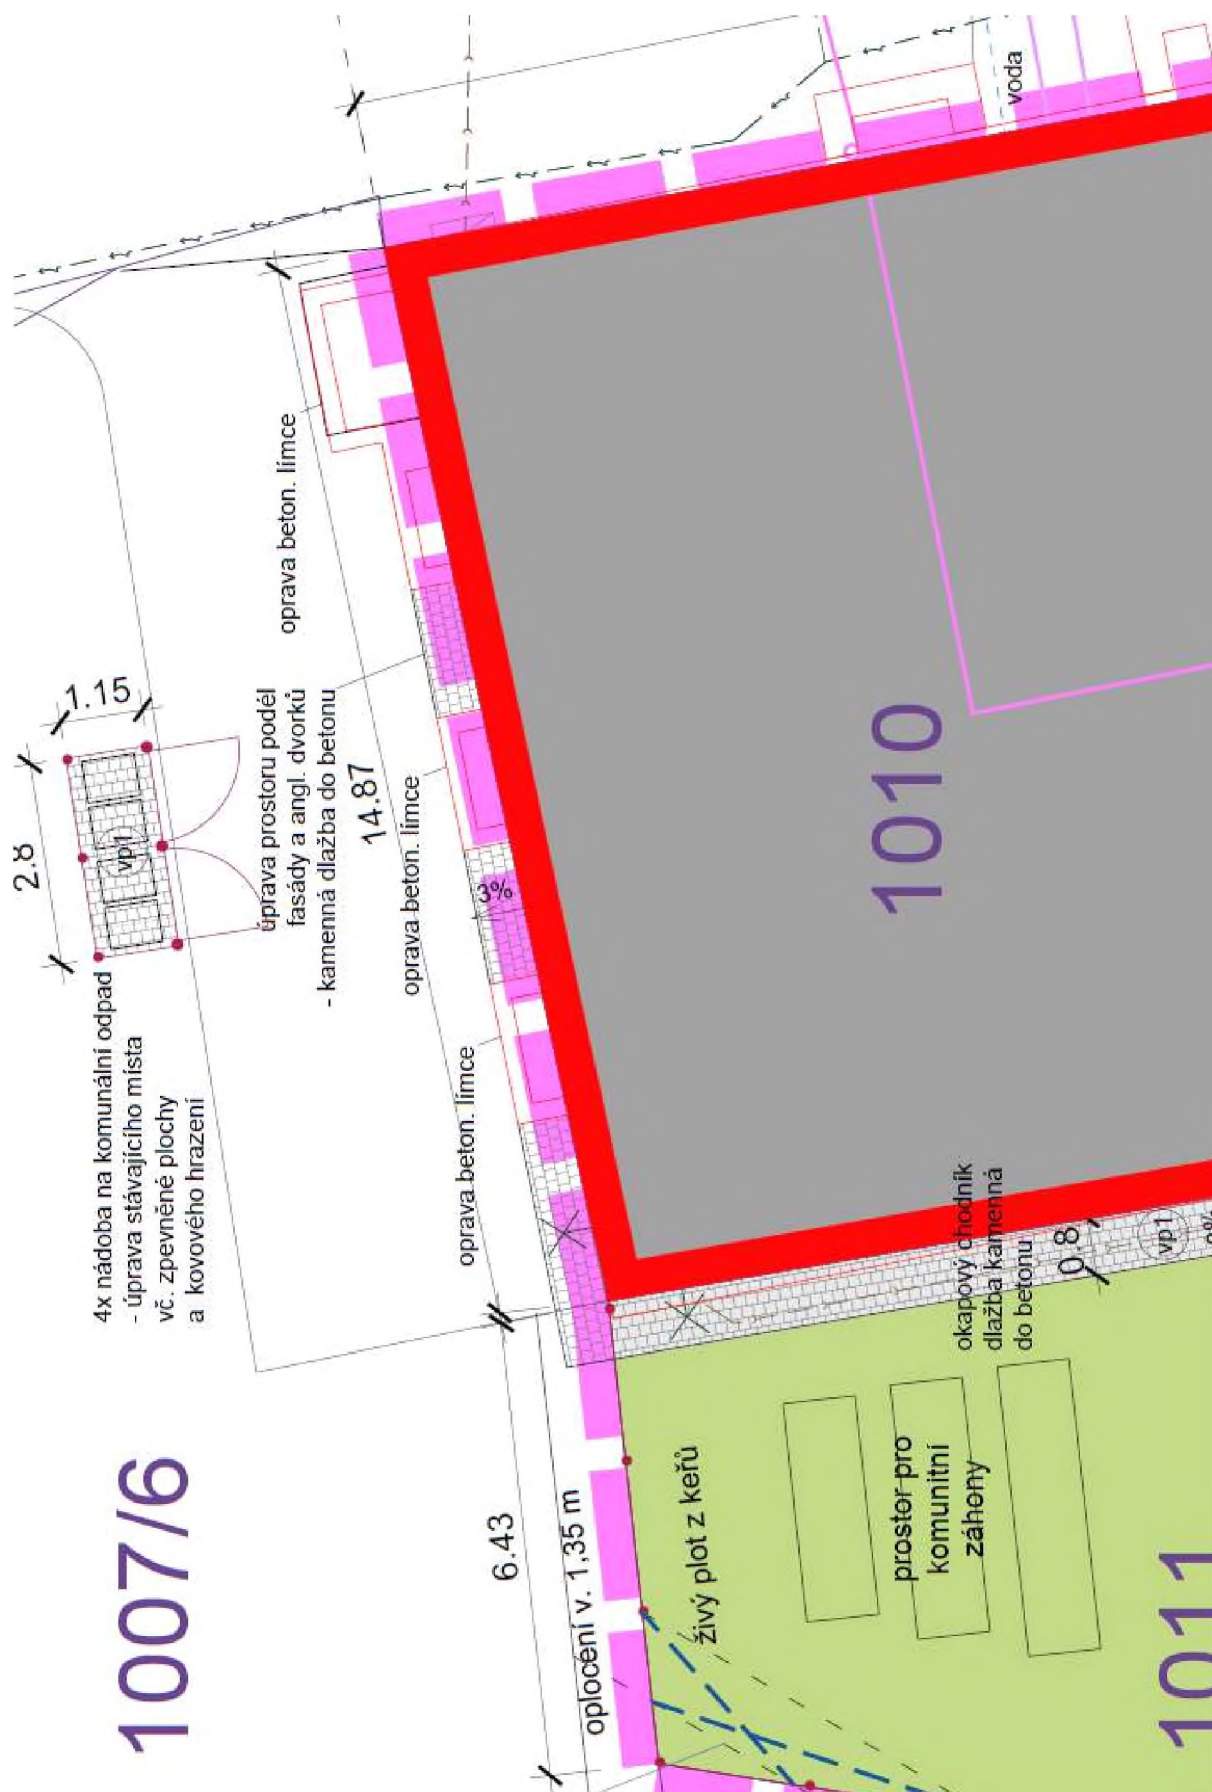 voda
oprava beton. límce
1.15
2.8
vp1
úprava prostoru podél
fasády a angl. dvorků
- kamenná dlažba do betonu
14.87
oprava beton. límce
3%
1010
4x nádoba na komunální odpad
- úprava stávajícího místa
vč. zpevněné plochy
a kovového hrazení
oprava beton. límce
okapový chodník
dlažba kamenná
do betonu
0.8
vp1
1007/6
6.43
oplocení v. 1.35 m
živý plot z keřů
prostor pro
komunitní
záhony
1011